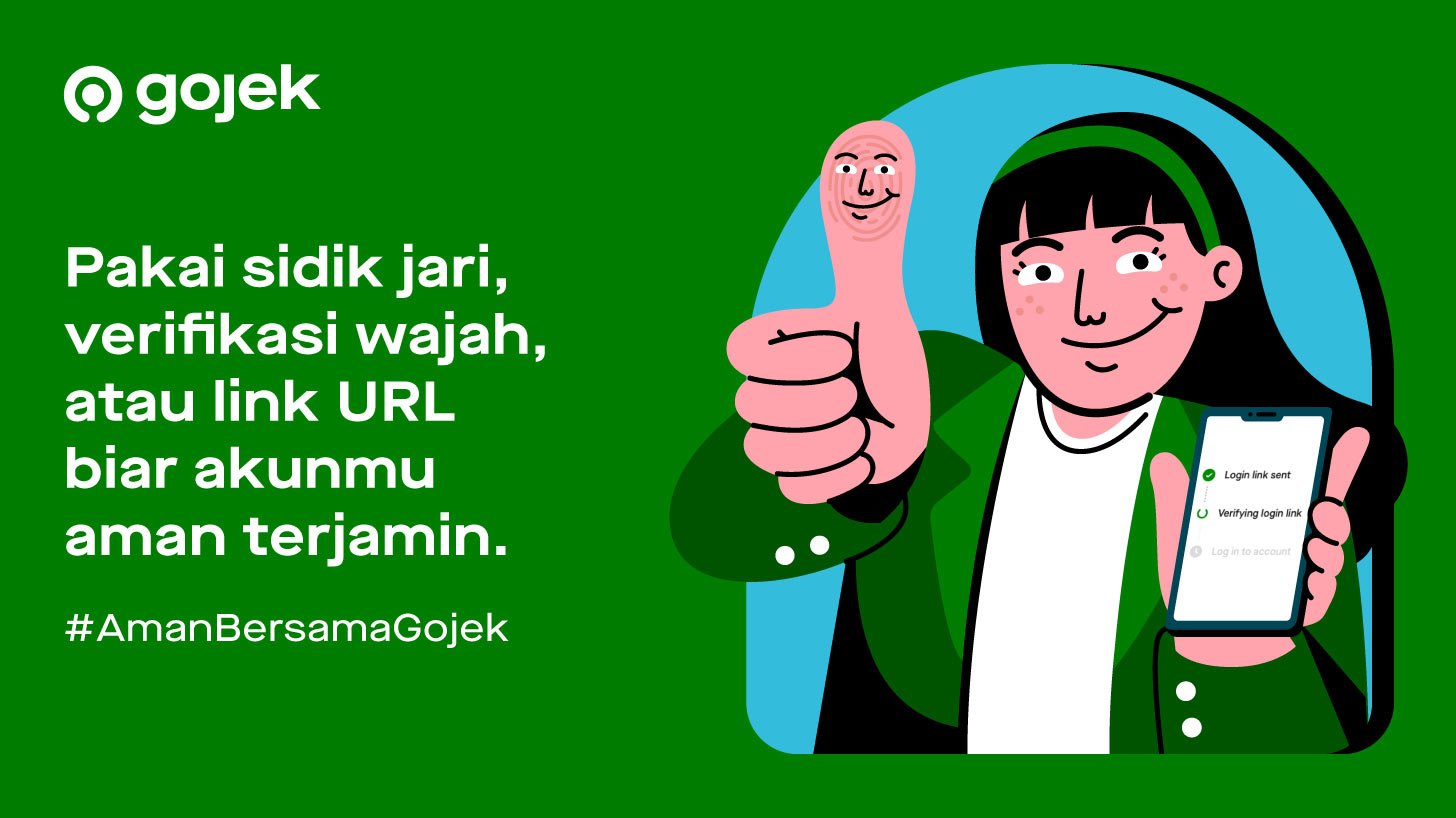 gojek
Pakai sidik jari,
verifikasi wajah,
atau link URL
biar akunmu
aman terjamin.
#AmanBersamaGojek
Login link sent
Verifying login link
Log in to account